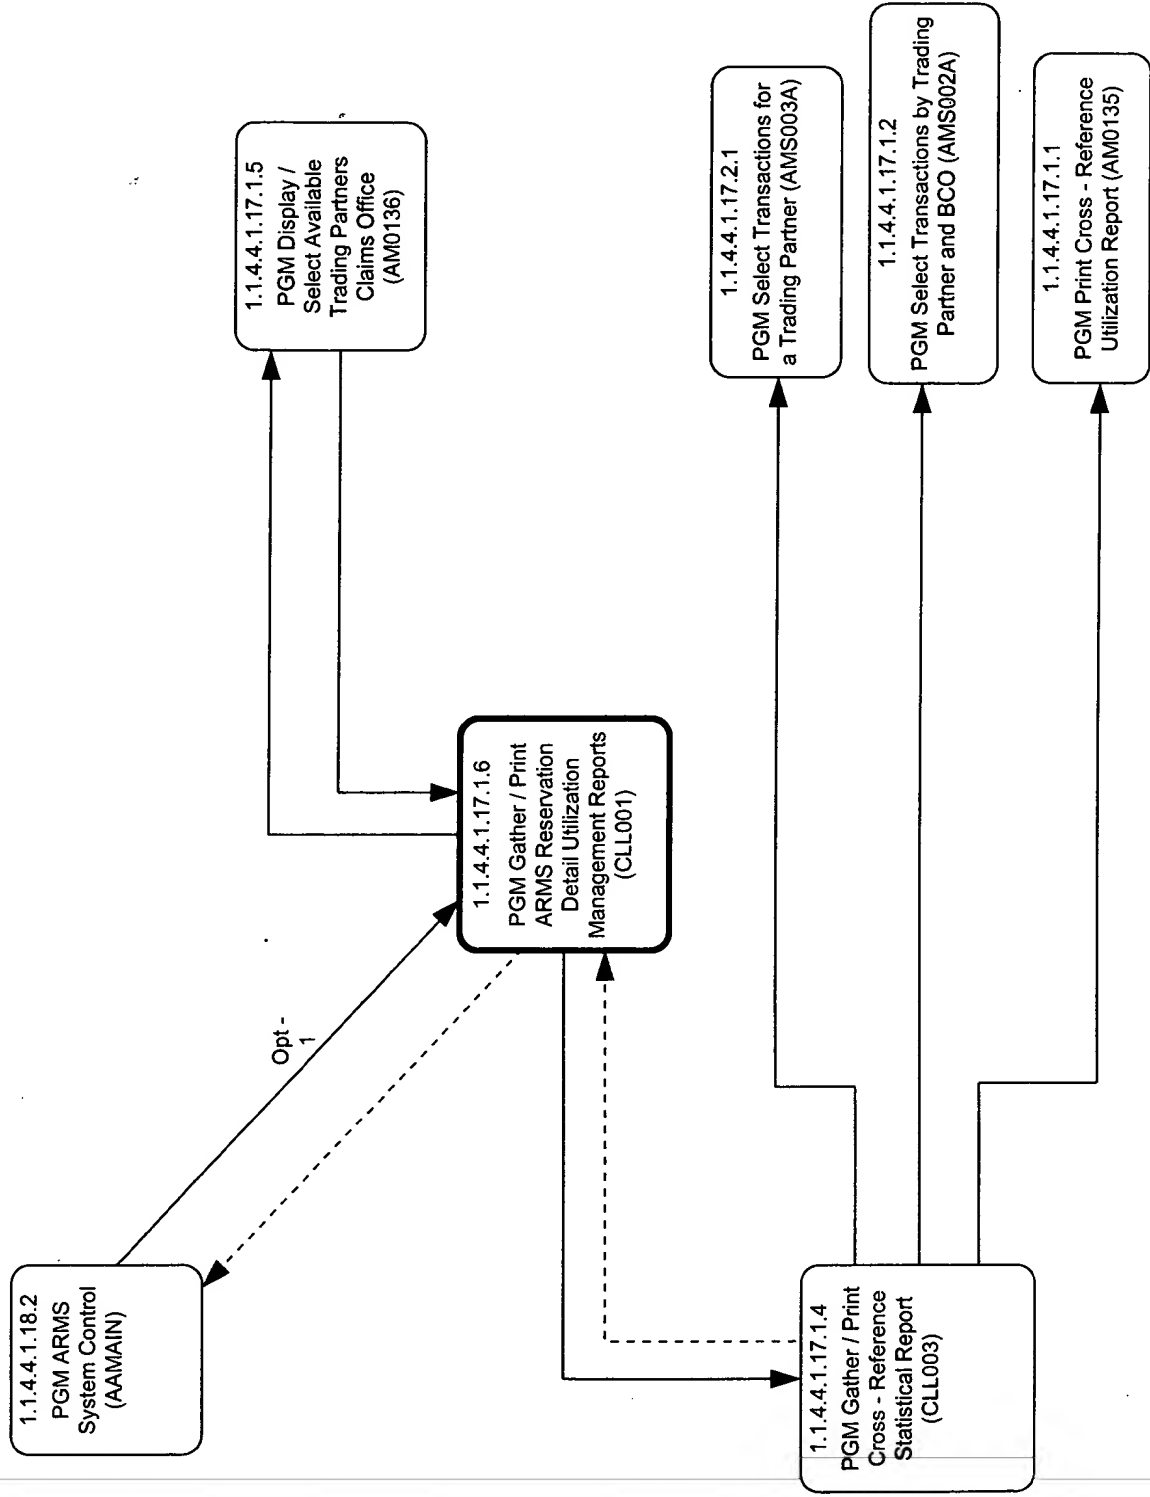 1.1.4.4.1.18.2
PGM ARMS
System Control
(AAMAIN)
Opt -
1
1.1.4.4.1.17.1.5
PGM Display /
Select Available
Trading Partners
Claims Office
(AM0136)
1.1.4.4.1.17.1.6
PGM Gather / Print
ARMS Reservation
Detail Utilization
Management Reports
(CLL001)
1.1.4.4.1.17.1.4
PGM Gather / Print
Cross - Reference
Statistical Report
(CLL003)
1.1.4.4.1.17.2.1
PGM Select Transactions for
a Trading Partner (AMS003A)
1.1.4.4.1.17.1.2
PGM Select Transactions by Trading
Partner and BCO (AMS002A)
1.1.4.4.1.17.1.1
PGM Print Cross - Reference
Utilization Report (AM0135)